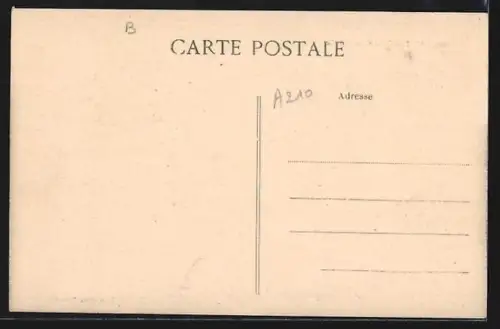 B
CARTE POSTALE
A210
Adresse